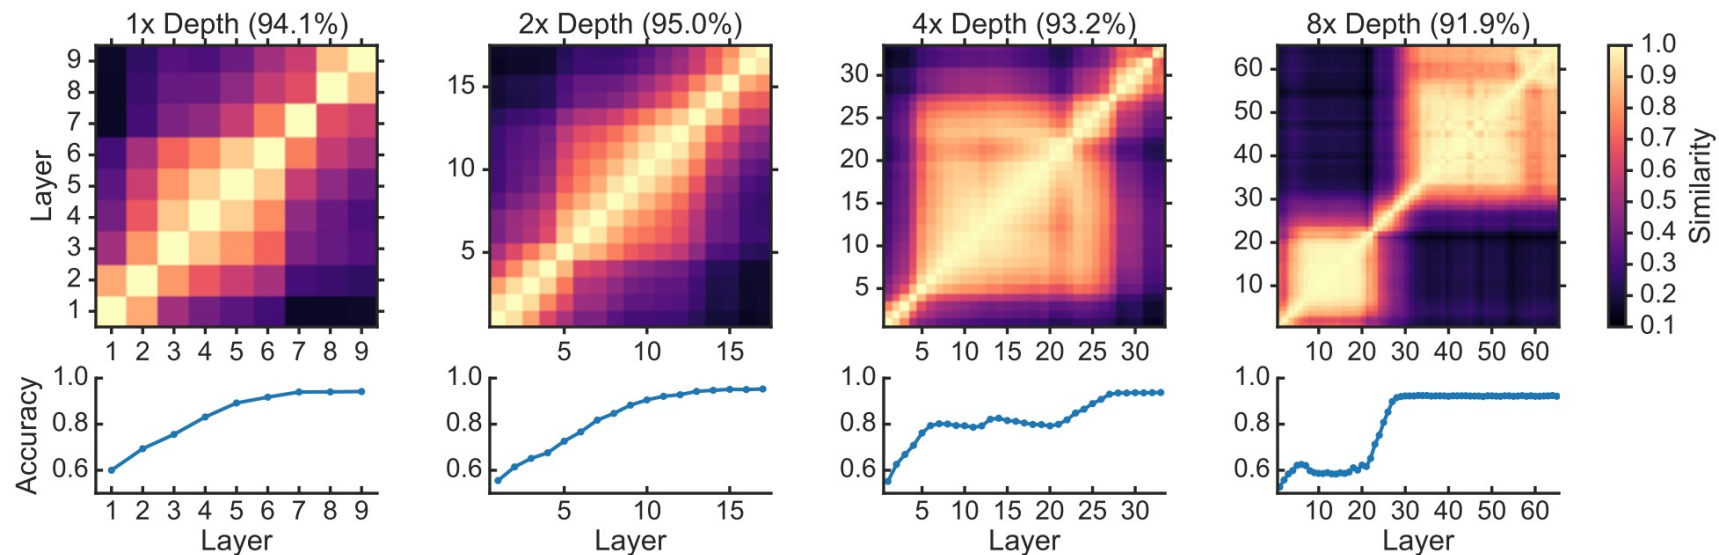 1x Depth (94.1%)
2x Depth (95.0%)
4x Depth (93.2%)
8x Depth (91.9%)
Layer
9
8
7
6
5
4
3
2
1
1 2 3 4 5 6 7 8 9
15
10
5
5 10 15
30
25
20
15
10
5
5 10 15 20 25 30
60
50
40
30
20
10
10 20 30 40 50 60
1.0
0.9
0.8
0.7
0.6
0.5
0.4
0.3
0.2
0.1
Similarity
Accuracy
1.0
0.8
0.6
1 2 3 4 5 6 7 8 9
Layer
1.0
0.8
0.6
5 10 15
Layer
1.0
0.8
0.6
5 10 15 20 25 30
Layer
1.0
0.8
0.6
10 20 30 40 50 60
Layer